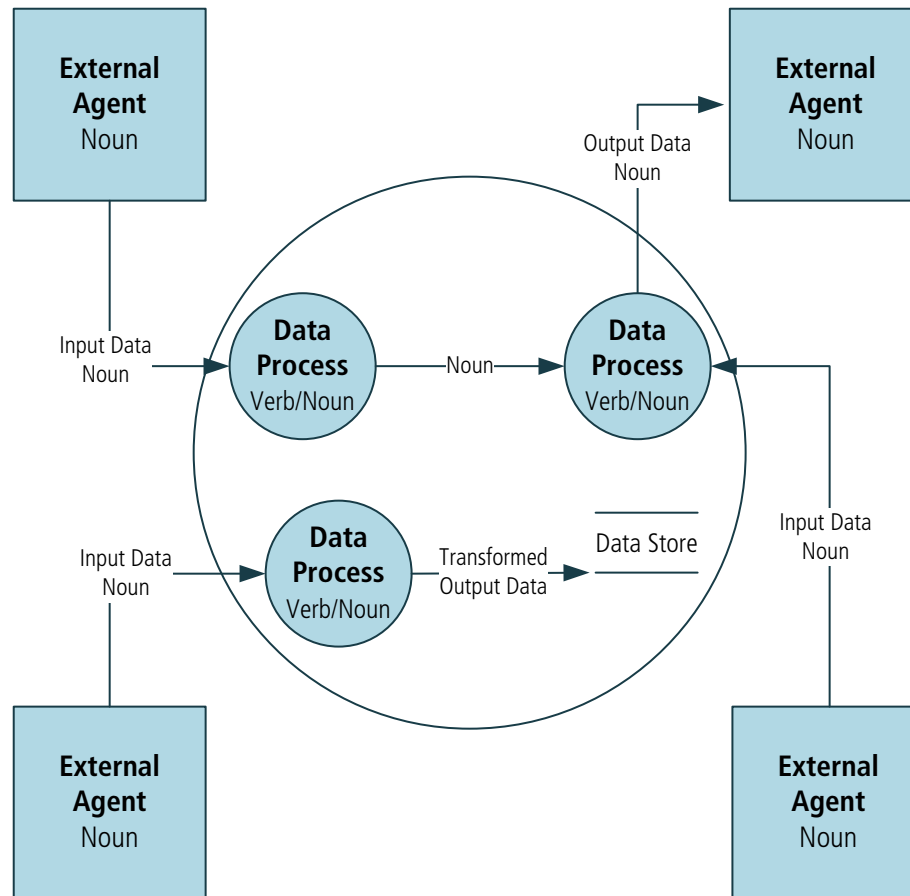 External
Agent
Noun
External
Agent
Noun
Output Data
Noun
Input Data
Noun
Data
Process
Verb/Noun
Noun
Data
Process
Verb/Noun
Input Data
Noun
Data
Process
Verb/Noun
Transformed
Output Data
Data Store
Input Data
Noun
External
Agent
Noun
External
Agent
Noun